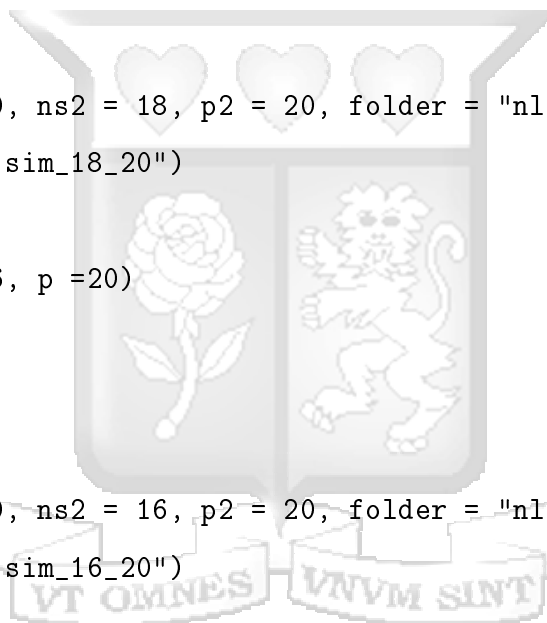 ), ns2 = 18, p2 = 20, folder = "nl
sim_18_20")
, p =20)
), ns2 = 16, p2 = 20, folder = "nl
sim_16_20")
VT OMNES VNVM SINT